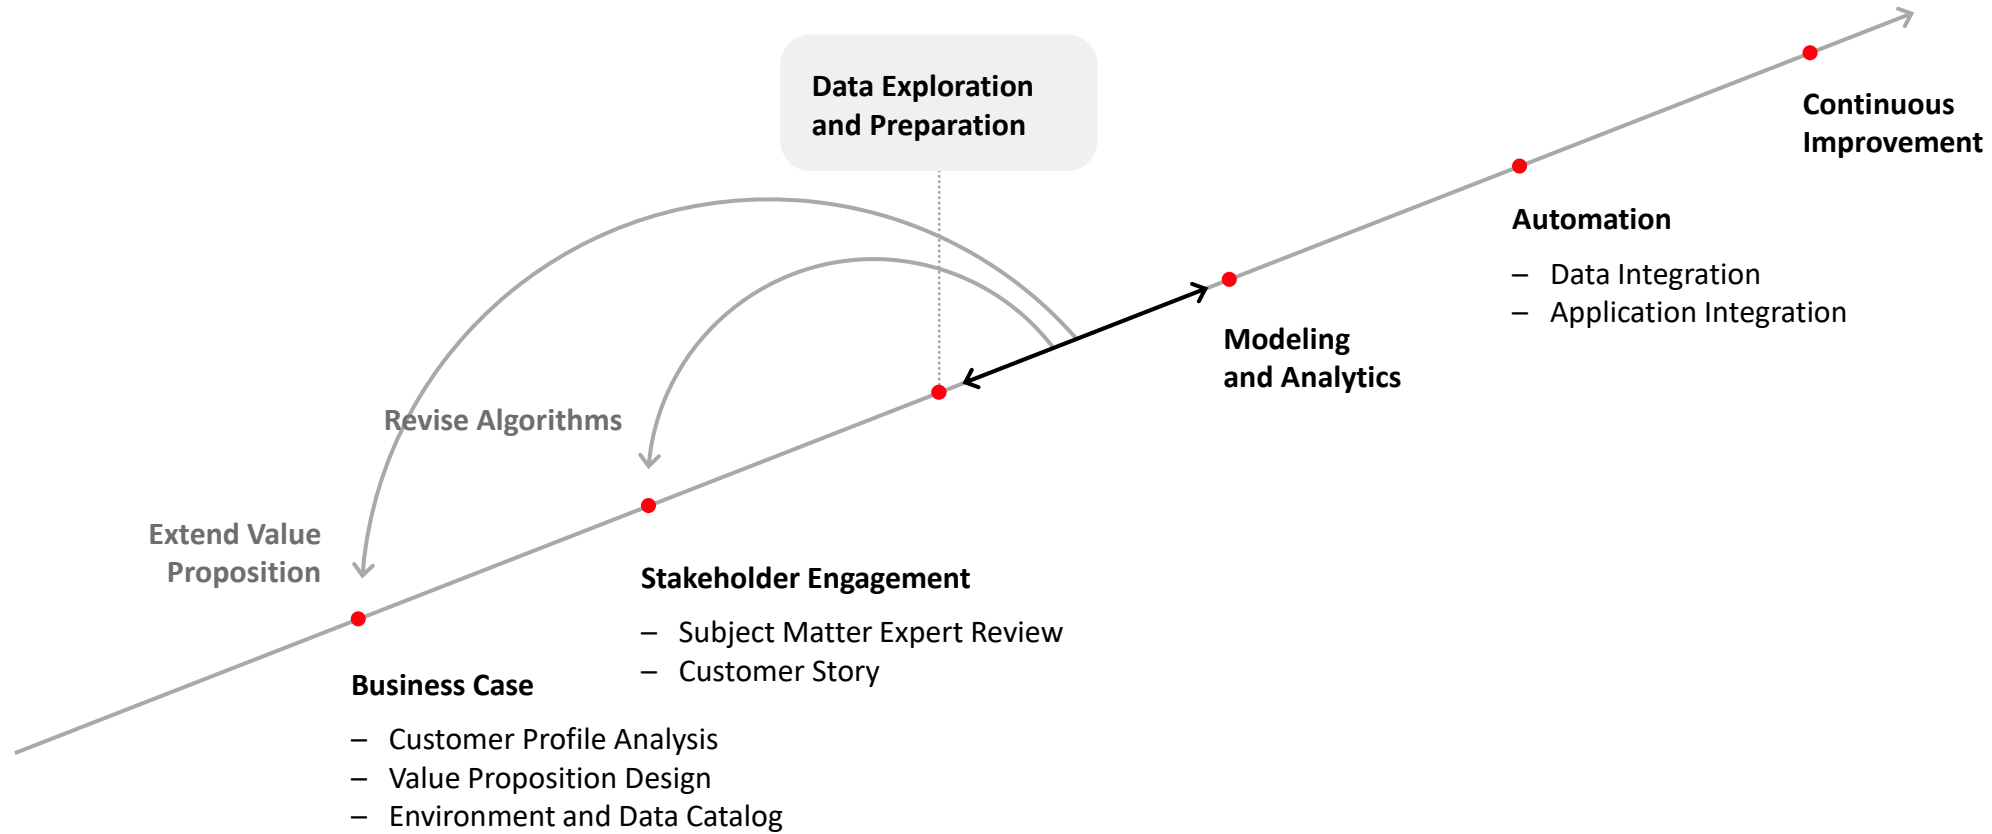 Data Exploration
and Preparation
Continuous
Improvement
Automation
– Data Integration
– Application Integration
Modeling
and Analytics
Revise Algorithms
Extend Value
Proposition
Stakeholder Engagement
– Subject Matter Expert Review
– Customer Story
Business Case
– Customer Profile Analysis
– Value Proposition Design
– Environment and Data Catalog